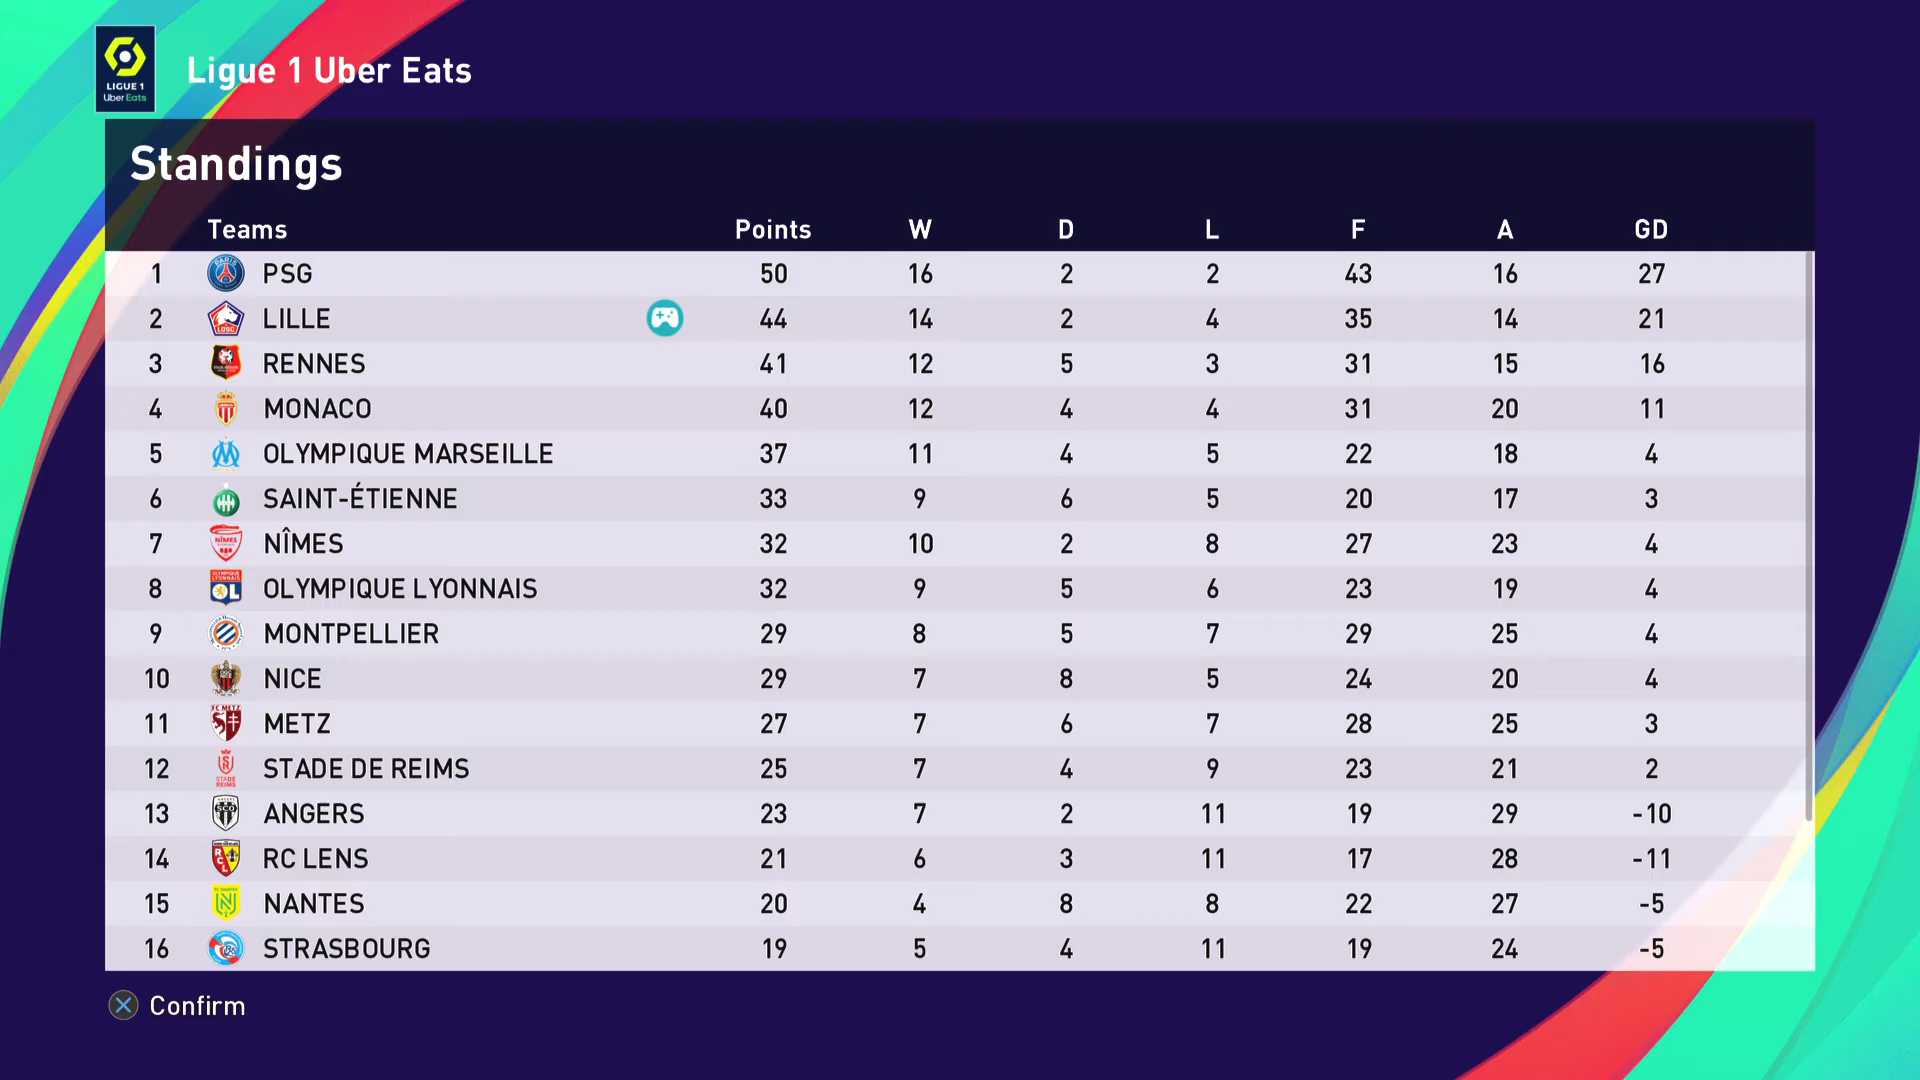 LIGUE 1
Uber Eats
Ligue 1 Uber Eats
Standings
Teams Points W D L F A GD
1 PSG 50 16 2 2 43 16 27
2 LILLE 44 14 2 4 35 14 21
3 RENNES 41 12 5 3 31 15 16
4 MONACO 40 12 4 4 31 20 11
5 OLYMPIQUE MARSEILLE 37 11 4 5 22 18 4
6 SAINT-ÉTIENNE 33 9 6 5 20 17 3
7 NÎMES 32 10 2 8 27 23 4
8 OLYMPIQUE LYONNAIS 32 9 5 6 23 19 4
9 MONTPELLIER 29 8 5 7 29 25 4
10 NICE 29 7 8 5 24 20 4
11 METZ 27 7 6 7 28 25 3
12 STADE DE REIMS 25 7 4 9 23 21 2
13 ANGERS 23 7 2 11 19 29 -10
14 RC LENS 21 6 3 11 17 28 -11
15 NANTES 20 4 8 8 22 27 -5
16 STRASBOURG 19 5 4 11 19 24 -5
Confirm